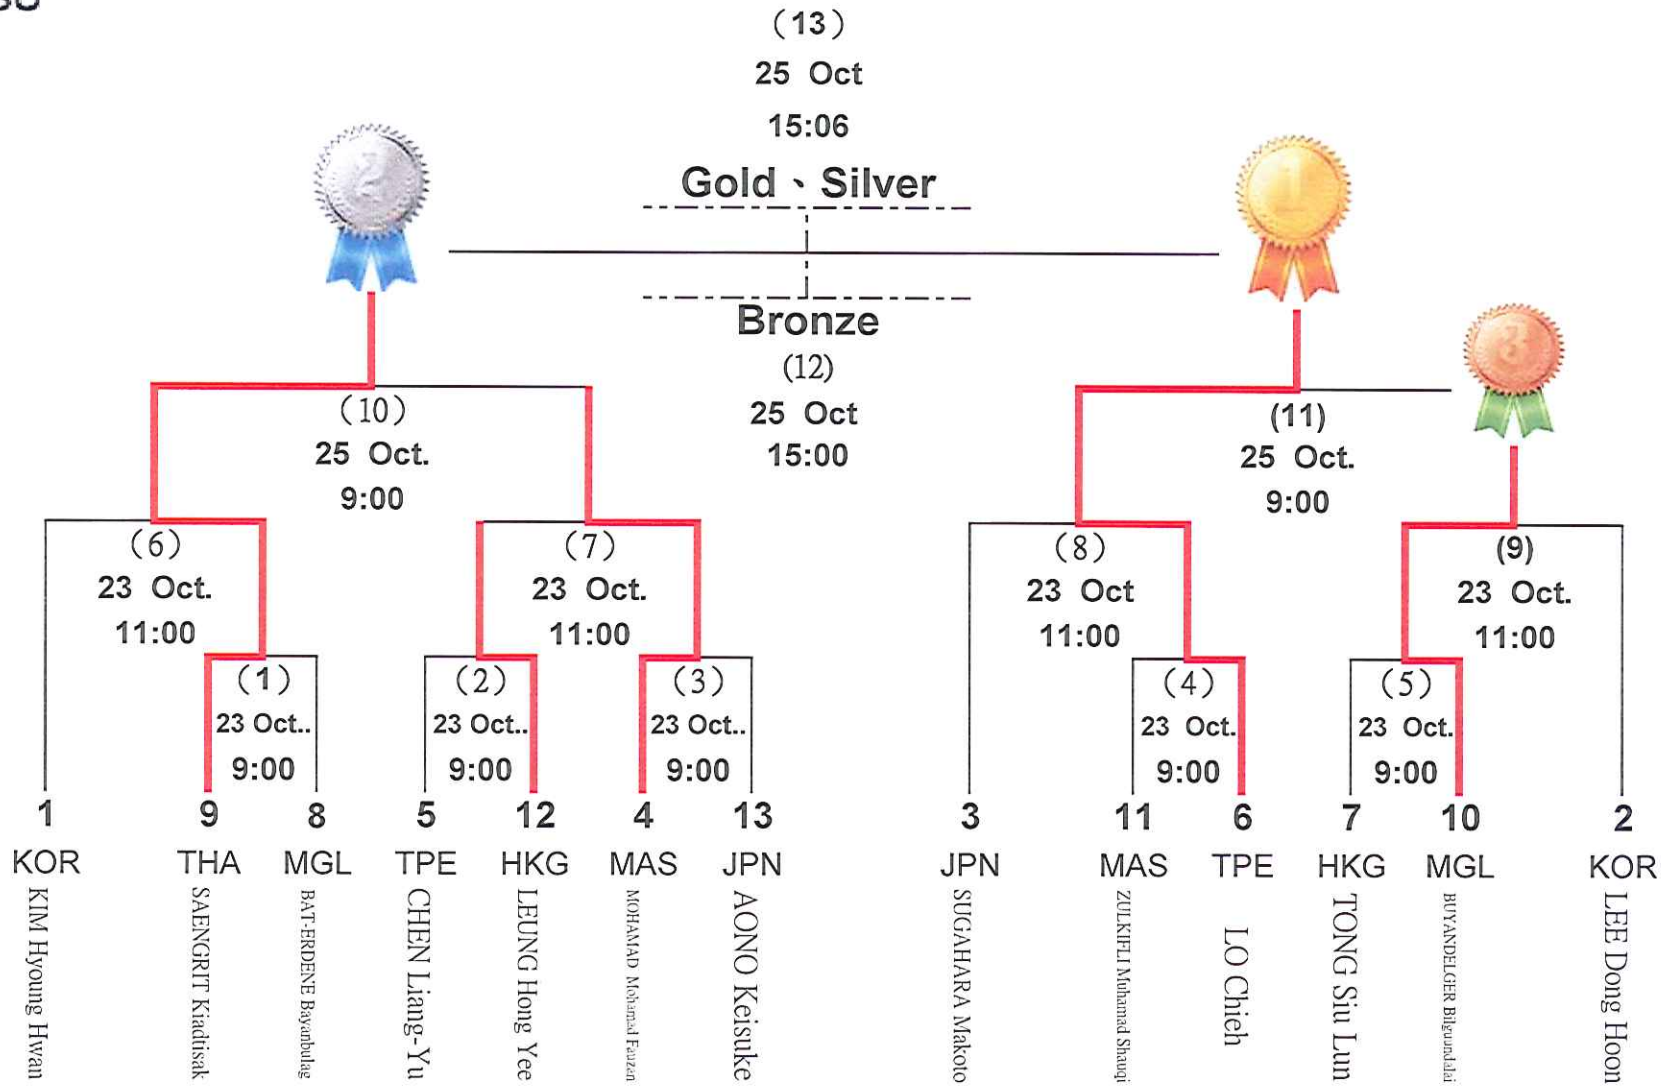 (13)
25 Oct
15:06
2
1
Gold、Silver
Bronze
3
(12)
25 Oct
15:00
(10)
25 Oct.
9:00
(11)
25 Oct.
9:00
(6)
23 Oct.
11:00
(7)
23 Oct.
11:00
(8)
23 Oct
11:00
(9)
23 Oct.
11:00
(1)
23 Oct..
9:00
(2)
23 Oct..
9:00
(3)
23 Oct..
9:00
(4)
23 Oct.
9:00
(5)
23 Oct.
9:00
1 9 8 5 12 4 13 3 11 6 7 10 2
KOR THA MGL TPE HKG MAS JPN JPN MAS TPE HKG MGL KOR
KIM Hyoung Hwan
SAENGRIT Kiadtisak
BAT-ERDENE Bayanbulag
CHEN Liang-Yu
LEUNG Hong Yee
MOHAMAD Mohamad Fauzan
AONO Keisuke
SUGAHARA Makoto
ZULKIFLI Muhamad Shauqi
LO Chieh
TONG Siu Lun
BUYANDELGER Bilguundalai
LEE Dong Hoon